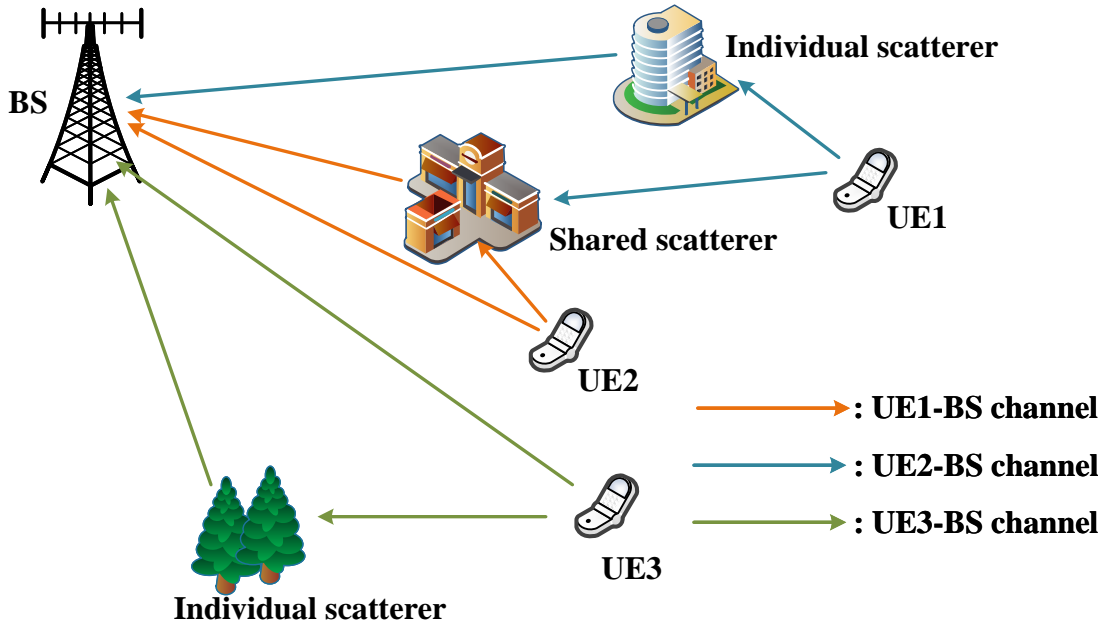 Individual scatterer
BS
UE1
Shared scatterer
UE2
: UE1-BS channel
: UE2-BS channel
: UE3-BS channel
UE3
Individual scatterer